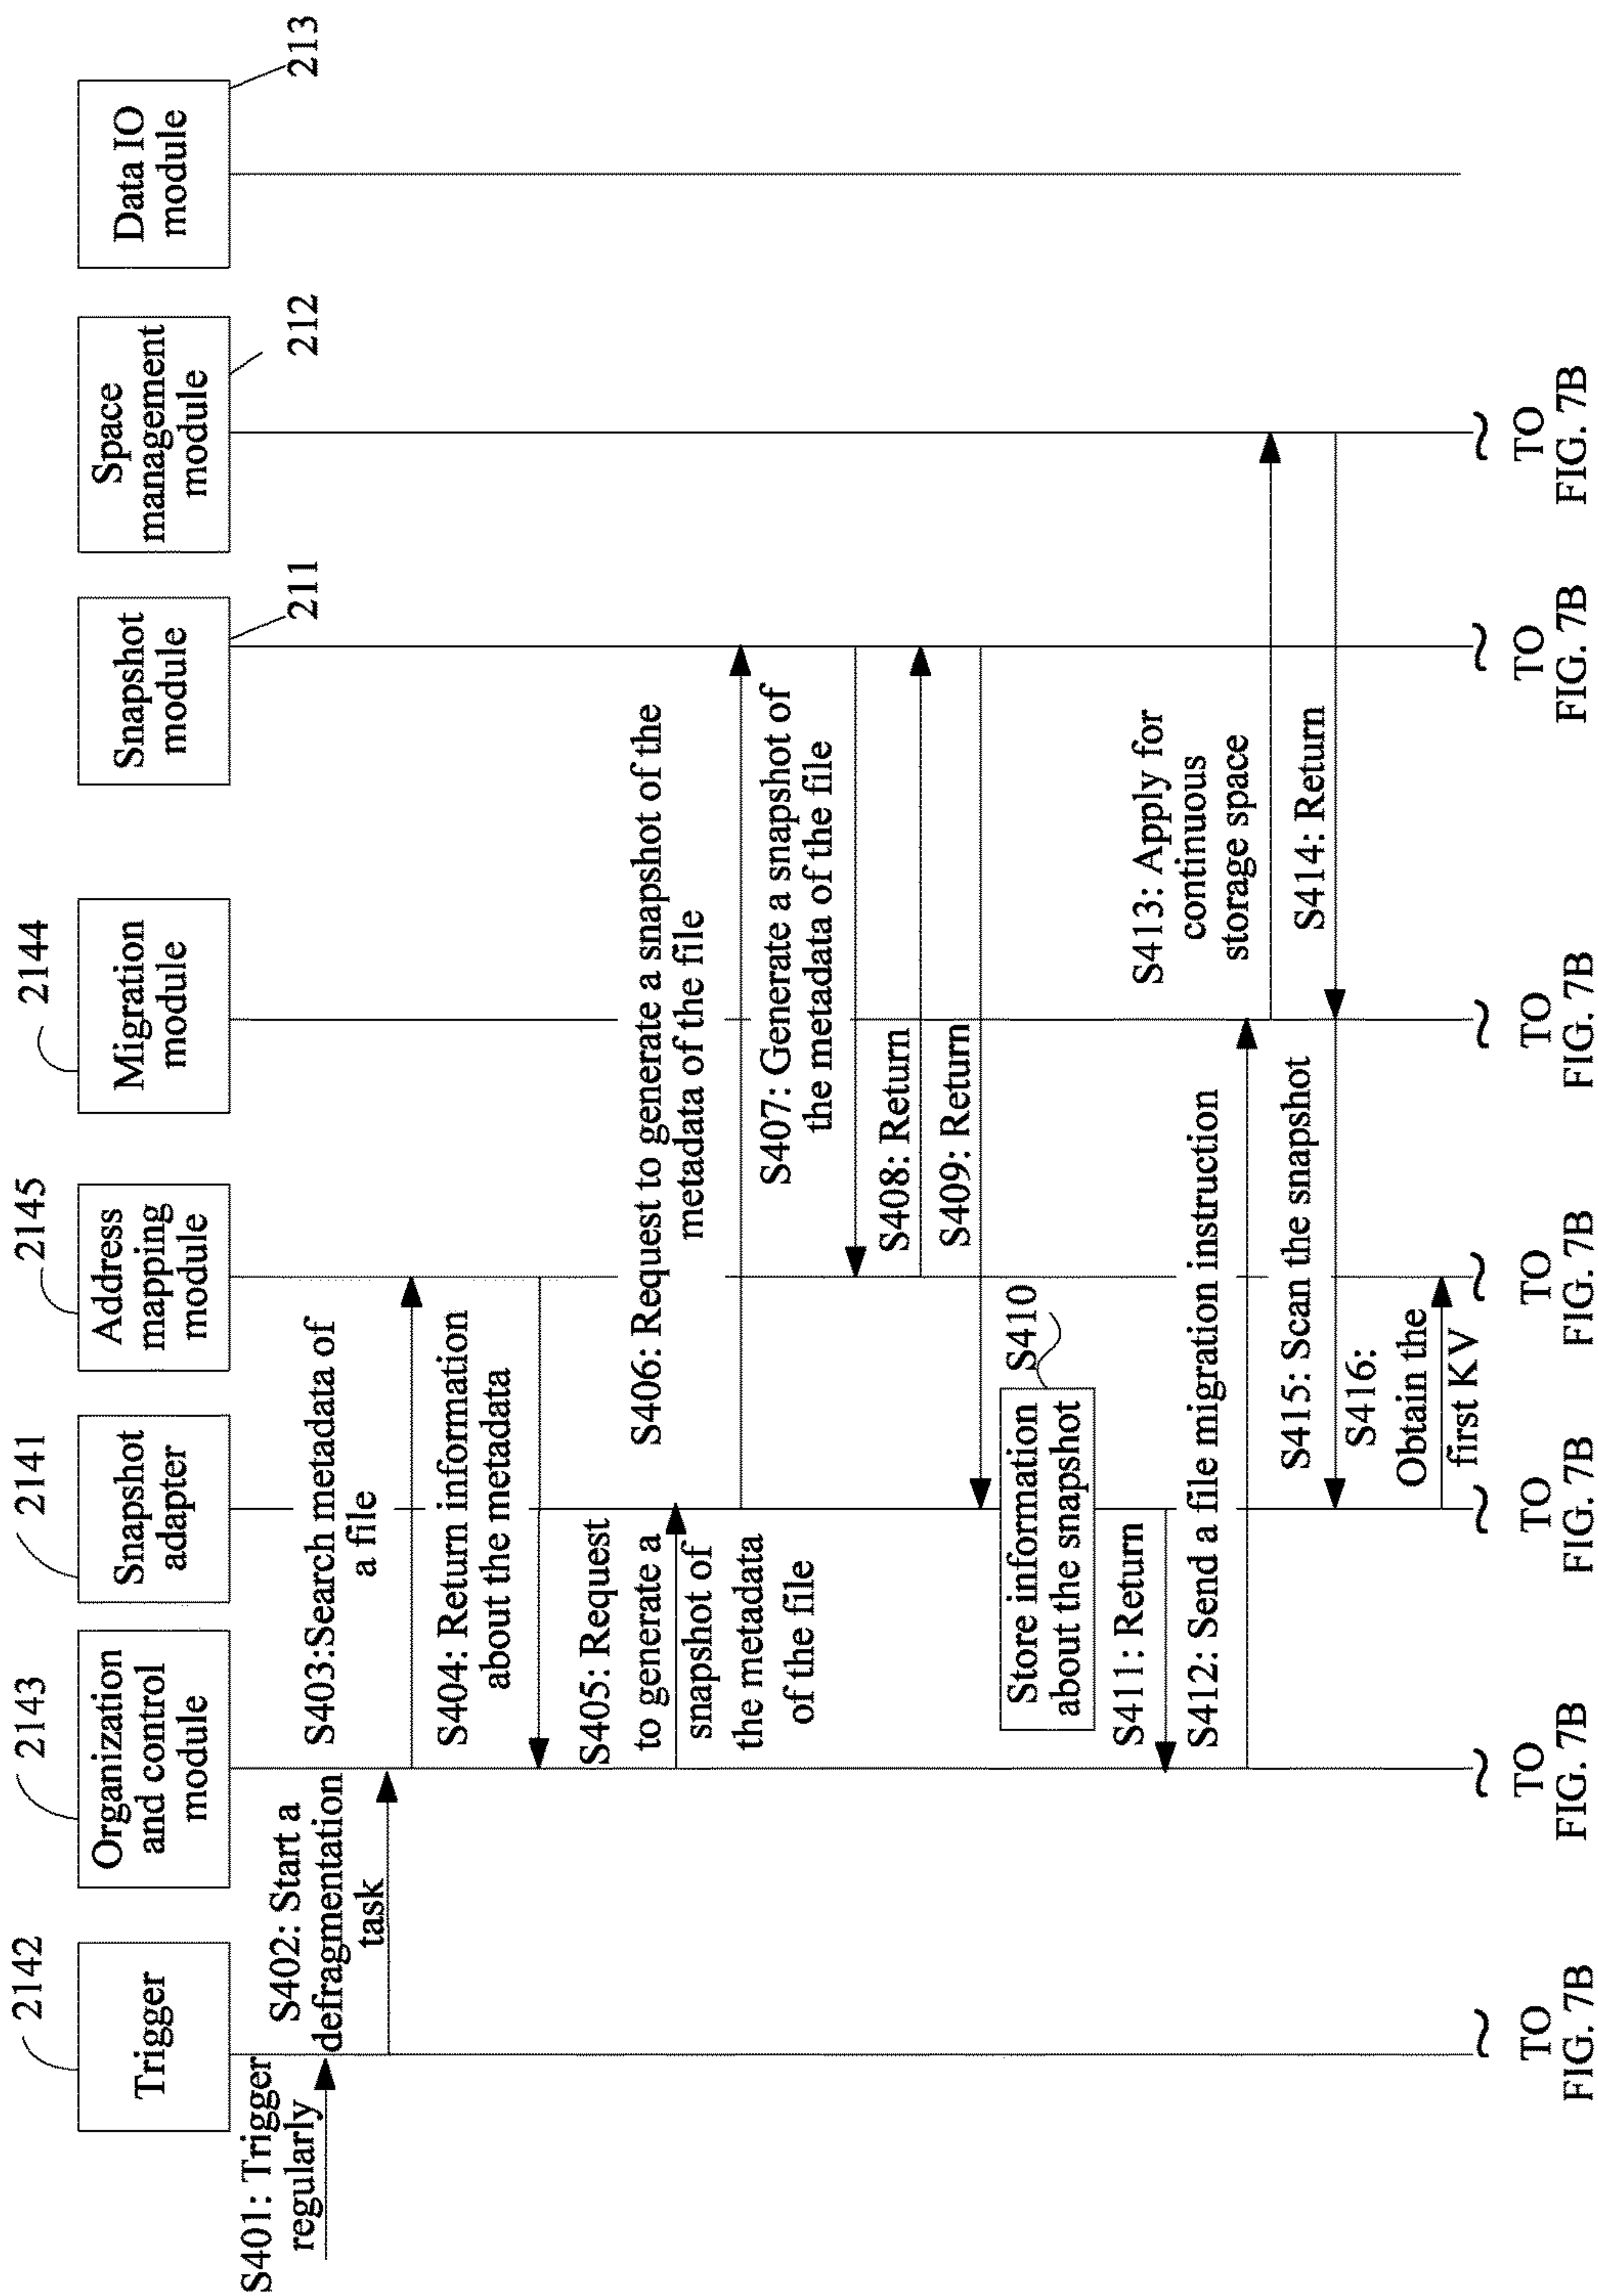 2142
2143
2141
2145
2144
Trigger
Organization
and control
module
Snapshot
adapter
Address
mapping
module
Migration
module
Snapshot
module
211
Space
management
module
212
Data IO
module
213
S401: Trigger
regularly
S402: Start a
defragmentation
task
S403:Search metadata of
a file
S404: Return information
about the metadata
S405: Request
to generate a
snapshot of
the metadata
of the file
S406: Request to generate a snapshot of the
metadata of the file
S407: Generate a snapshot of
the metadata of the file
S408: Return
S409: Return
S410
Store information
about the snapshot
S411: Return
S412: Send a file migration instruction
S413: Apply for
continuous
storage space
S414: Return
S415: Scan the snapshot
S416:
Obtain the
first KV
TO
FIG. 7B
TO
FIG. 7B
TO
FIG. 7B
TO
FIG. 7B
TO
FIG. 7B
TO
FIG. 7B
TO
FIG. 7B